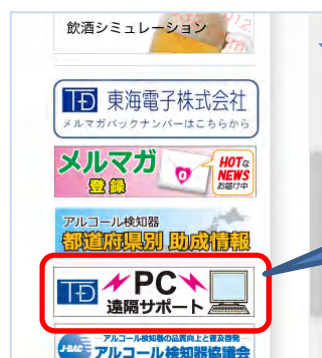 飲酒シミュレーション
TD 東海電子株式会社
メルマガバックナンバーはこちらから
メルマガ
登録
HOTな
NEWS
お届け中
アルコール検知器
都道府県別 助成情報
TD PC
遠隔サポート
アルコール検知器の品質向上と普及啓発
J-BAC アルコール検知器協議会